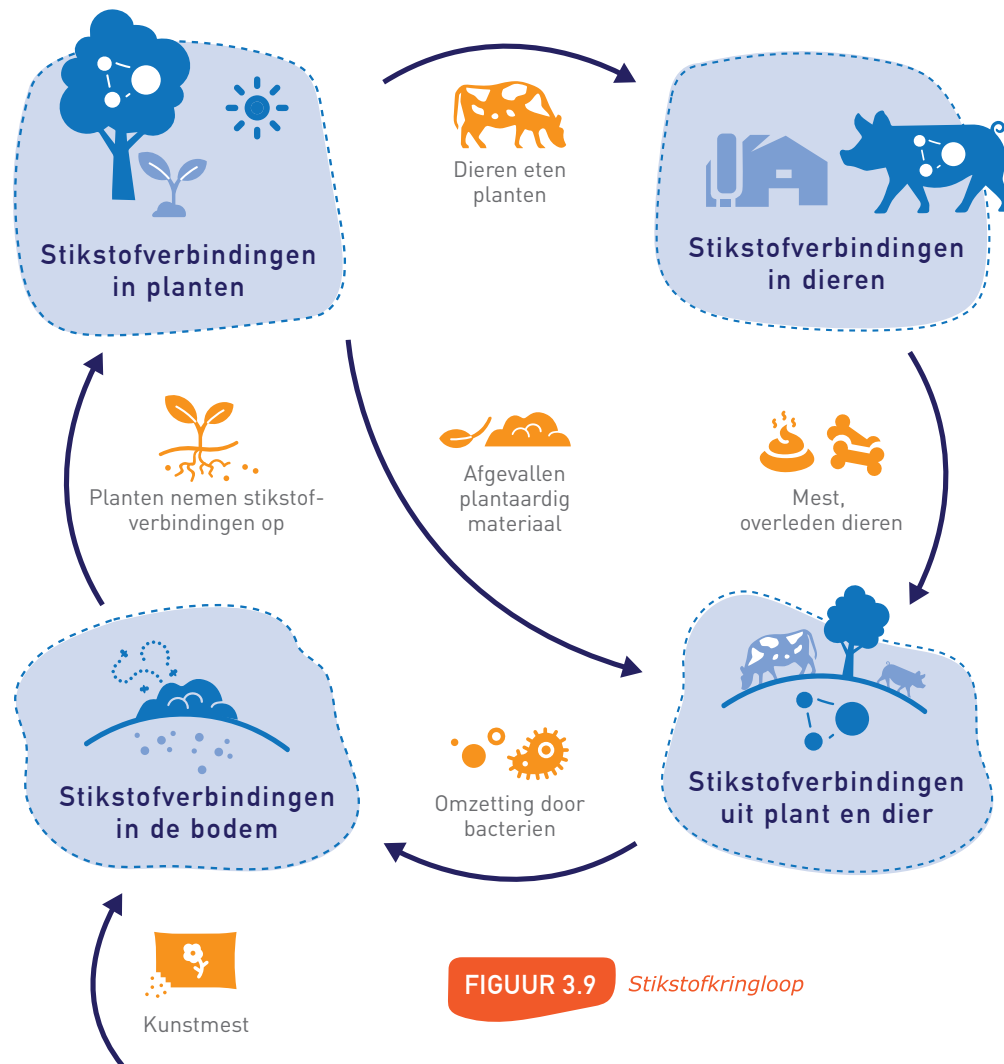 Dieren eten
planten
Stikstofverbindingen
in planten
Stikstofverbindingen
in dieren
Planten nemen stikstof-
verbindingen op
Afgevallen
plantaardig
materiaal
Mest,
overleden dieren
Stikstofverbindingen
in de bodem
Omzetting door
bacterien
Stikstofverbindingen
uit plant en dier
Kunstmest
FIGUUR 3.9 Stikstofkringloop